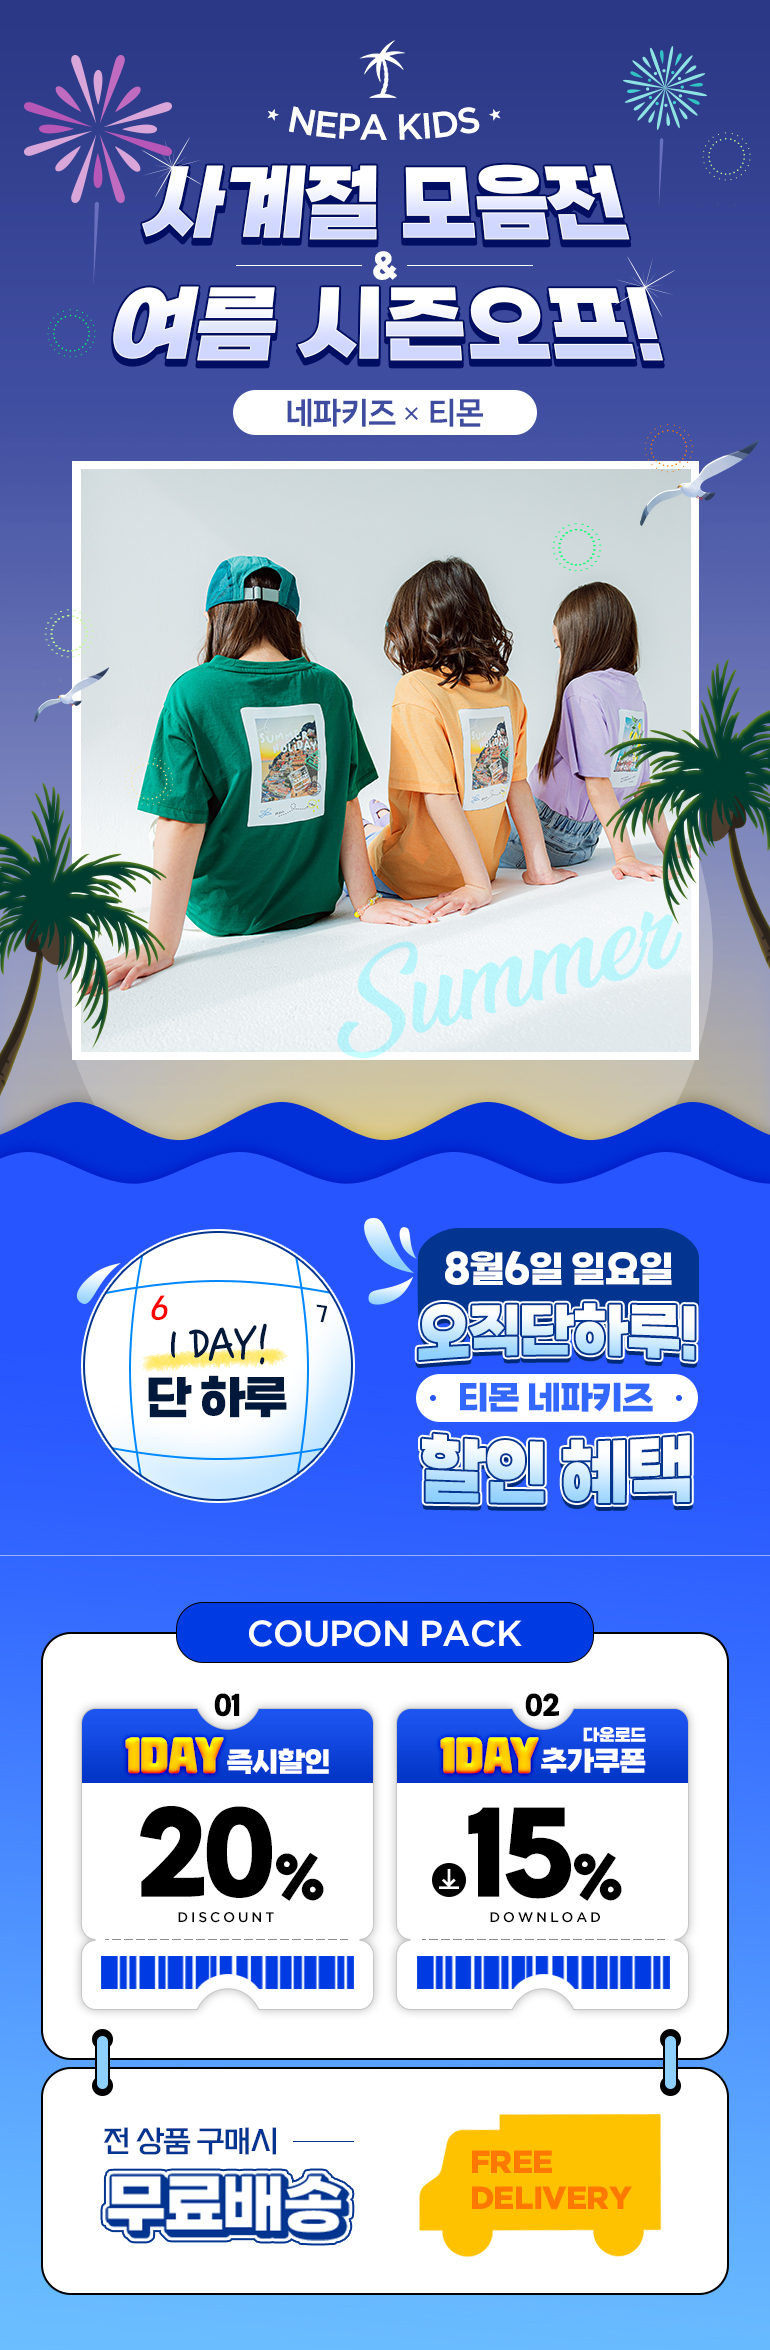 NEPA KIDS
사계절 모음전
&
여름 시즌오프!
네파키즈 × 티몬
SUMMER
HOLIDAY
SUMMER
HOLIDAY
Summer
6
7
1 DAY!
단 하루
8월6일 일요일
오직단하루!
티몬 네파키즈
할인 혜택
COUPON PACK
01
1DAY 즉시할인
20%
DISCOUNT
02
다운로드
1DAY 추가쿠폰
15%
DOWNLOAD
전 상품 구매시
무료배송
FREE
DELIVERY